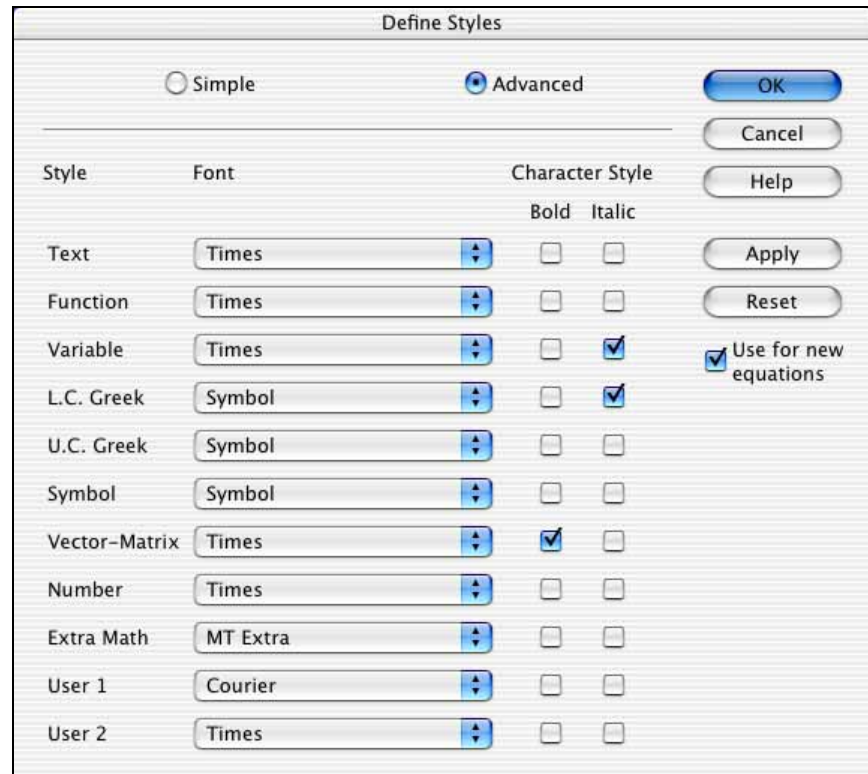 Define Styles
Simple Advanced OK
Cancel
Style Font Character Style Help
Bold Italic
Text Times Apply
Function Times Reset
Variable Times Use for new
equations
L.C. Greek Symbol
U.C. Greek Symbol
Symbol Symbol
Vector-Matrix Times
Number Times
Extra Math MT Extra
User 1 Courier
User 2 Times